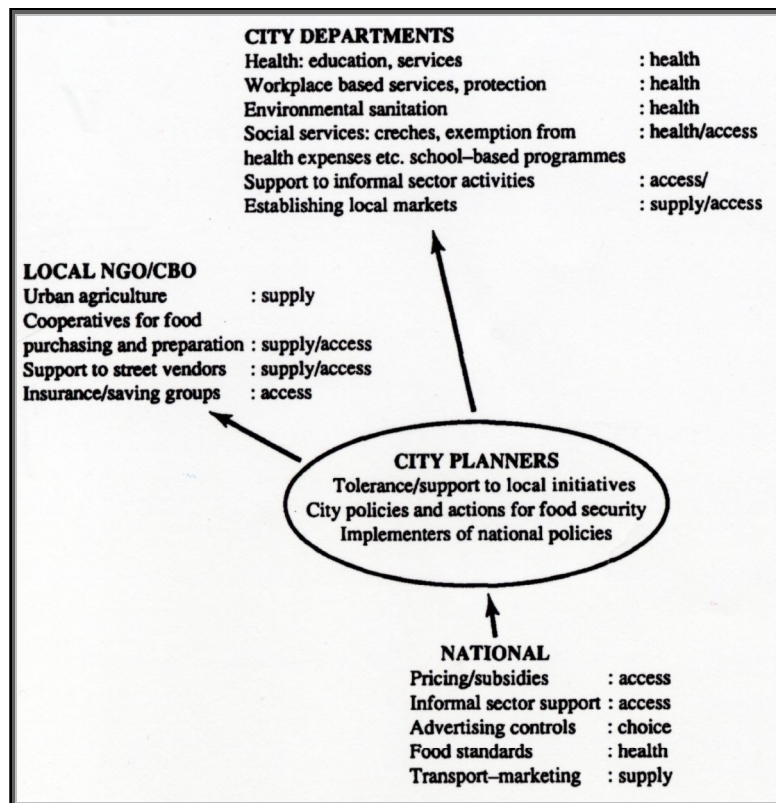 CITY DEPARTMENTS
Health: education, services : health
Workplace based services, protection : health
Environmental sanitation : health
Social services: creches, exemption from : health/access
health expenses etc. school–based programmes
Support to informal sector activities : access/
Establishing local markets : supply/access
LOCAL NGO/CBO
Urban agriculture : supply
Cooperatives for food
purchasing and preparation : supply/access
Support to street vendors : supply/access
Insurance/saving groups : access
CITY PLANNERS
Tolerance/support to local initiatives
City policies and actions for food security
Implementers of national policies
NATIONAL
Pricing/subsidies : access
Informal sector support : access
Advertising controls : choice
Food standards : health
Transport–marketing : supply